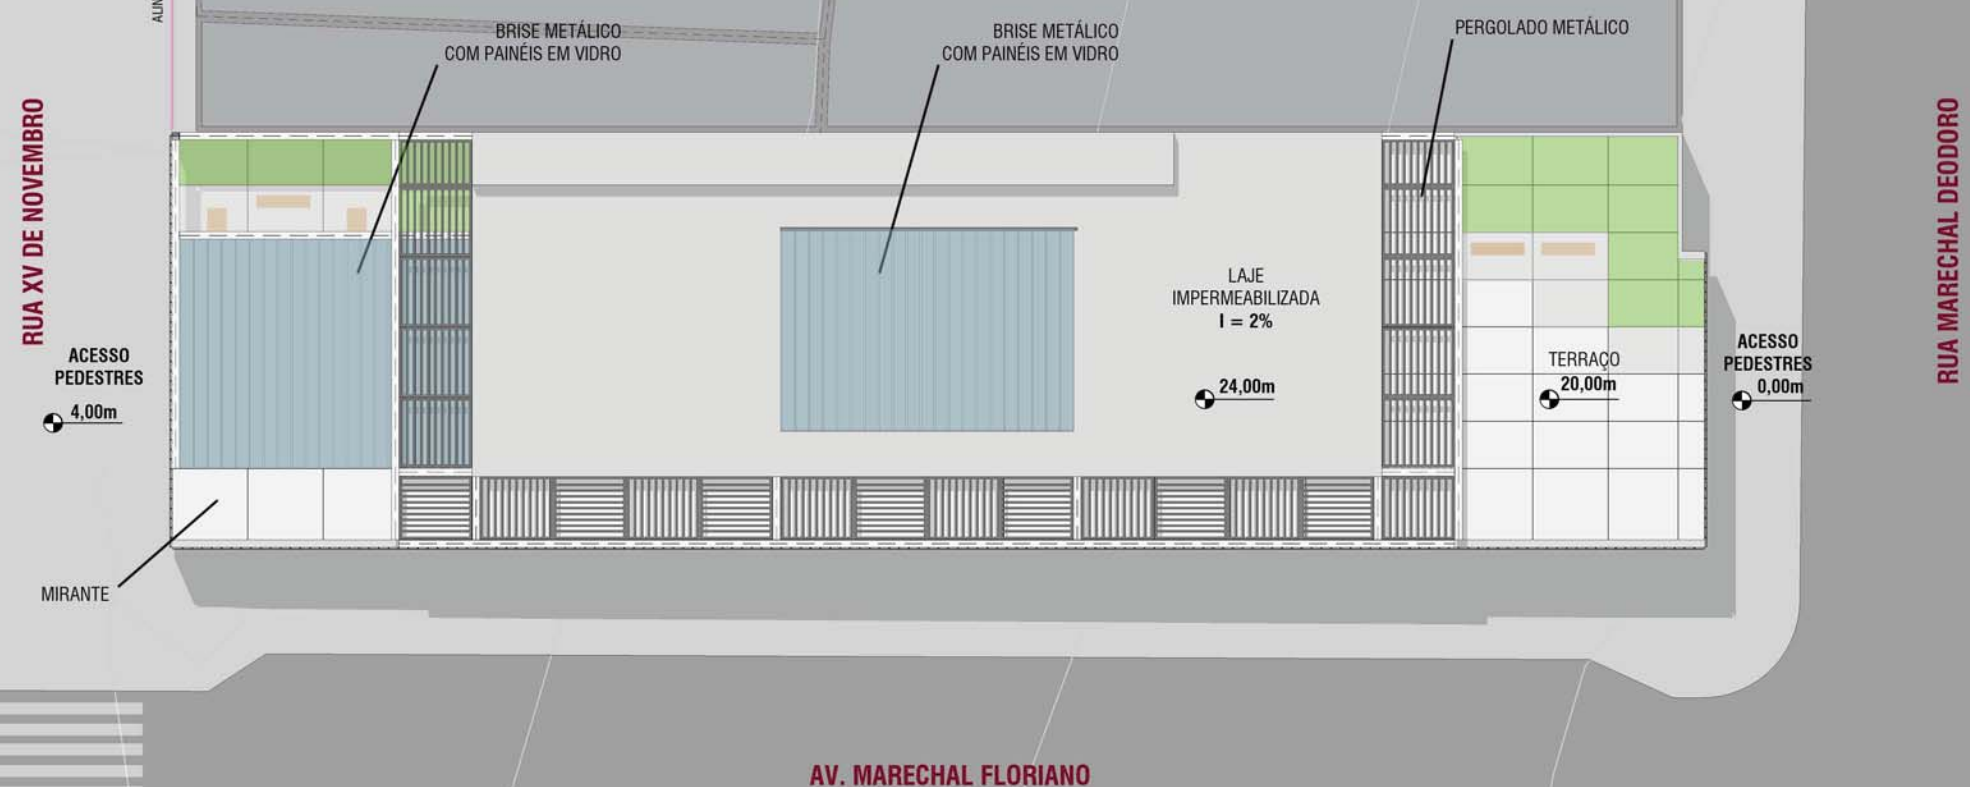 ALIN
BRISE METÁLICO
COM PAINÉIS EM VIDRO
BRISE METÁLICO
COM PAINÉIS EM VIDRO
PERGOLADO METÁLICO
RUA XV DE NOVEMBRO
RUA MARECHAL DEODORO
LAJE
IMPERMEABILIZADA
I = 2%
24,00m
TERRAÇO
20,00m
ACESSO
PEDESTRES
4,00m
ACESSO
PEDESTRES
0,00m
MIRANTE
AV. MARECHAL FLORIANO